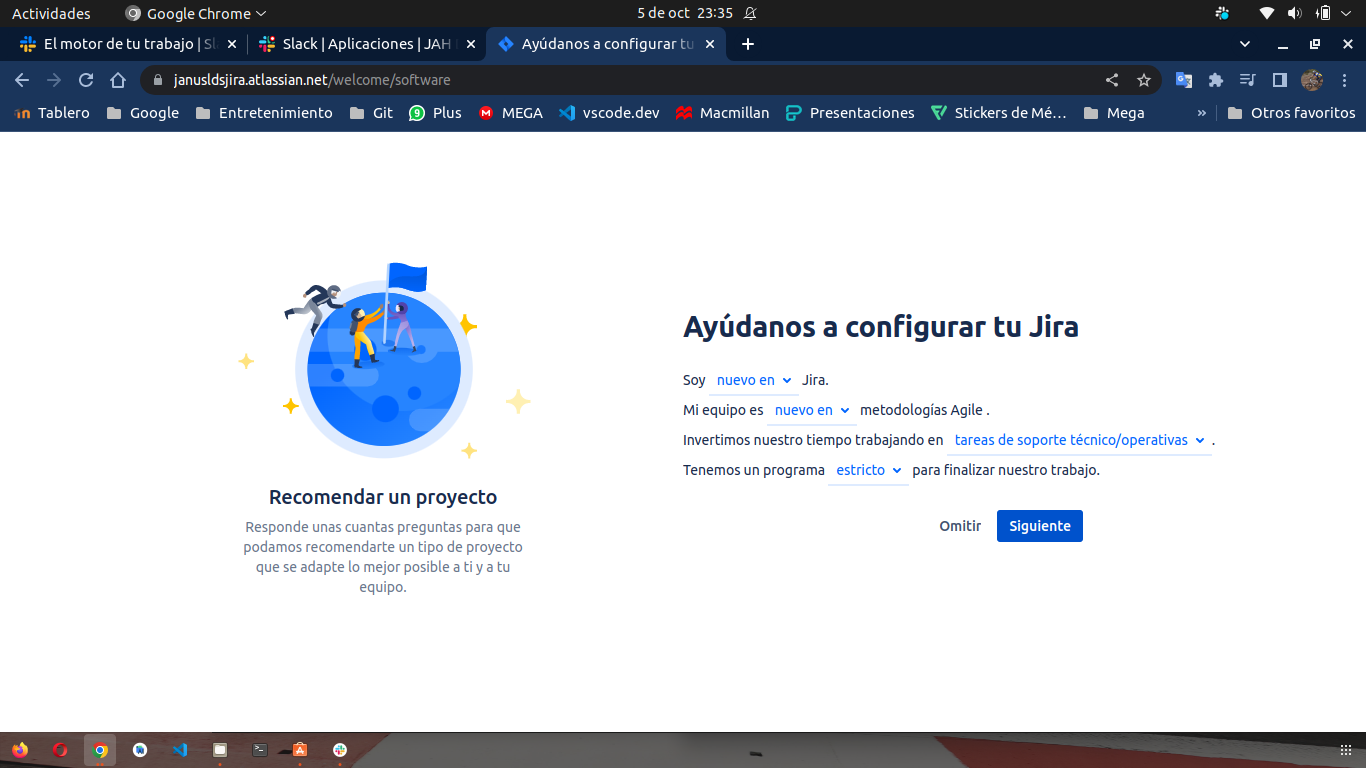 Actividades
Google Chrome
5 de oct 23:35
El motor de tu trabajo | Sl
Slack | Aplicaciones | JAH
Ayúdanos a configurar tu
janusldsjira.atlassian.net/welcome/software
Tablero
Google
Entretenimiento
Git
9
Plus
MEGA
vscode.dev
Macmillan
Presentaciones
Stickers de Mé…
Mega
»
Otros favoritos
Ayúdanos a configurar tu Jira
Soy nuevo en Jira.
Mi equipo es nuevo en metodologías Agile .
Invertimos nuestro tiempo trabajando en tareas de soporte técnico/operativas .
Tenemos un programa estricto para finalizar nuestro trabajo.
Omitir
Siguiente
Recomendar un proyecto
Responde unas cuantas preguntas para que
podamos recomendarte un tipo de proyecto
que se adapte lo mejor posible a ti y a tu
equipo.